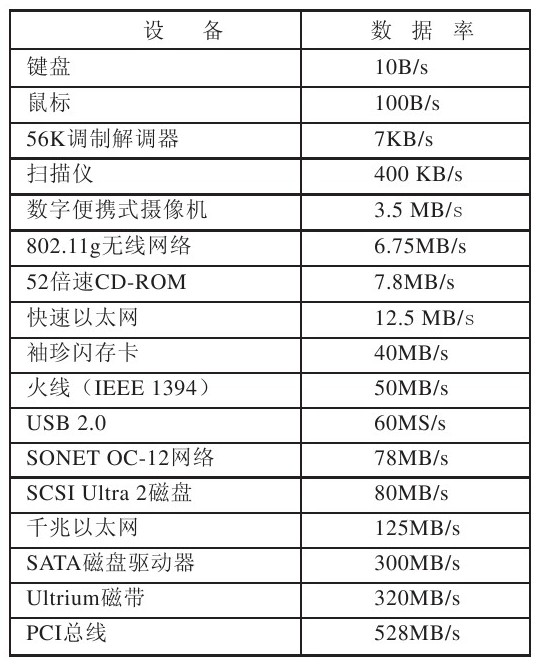 设 备 数 据 率
键盘 10B/s
鼠标 100B/s
56K调制解调器 7KB/s
扫描仪 400 KB/s
数字便携式摄像机 3.5 MB/s
802.11g无线网络 6.75MB/s
52倍速CD-ROM 7.8MB/s
快速以太网 12.5 MB/s
袖珍闪存卡 40MB/s
火线（IEEE 1394） 50MB/s
USB 2.0 60MS/s
SONET OC-12网络 78MB/s
SCSI Ultra 2磁盘 80MB/s
千兆以太网 125MB/s
SATA磁盘驱动器 300MB/s
Ultrium磁带 320MB/s
PCI总线 528MB/s